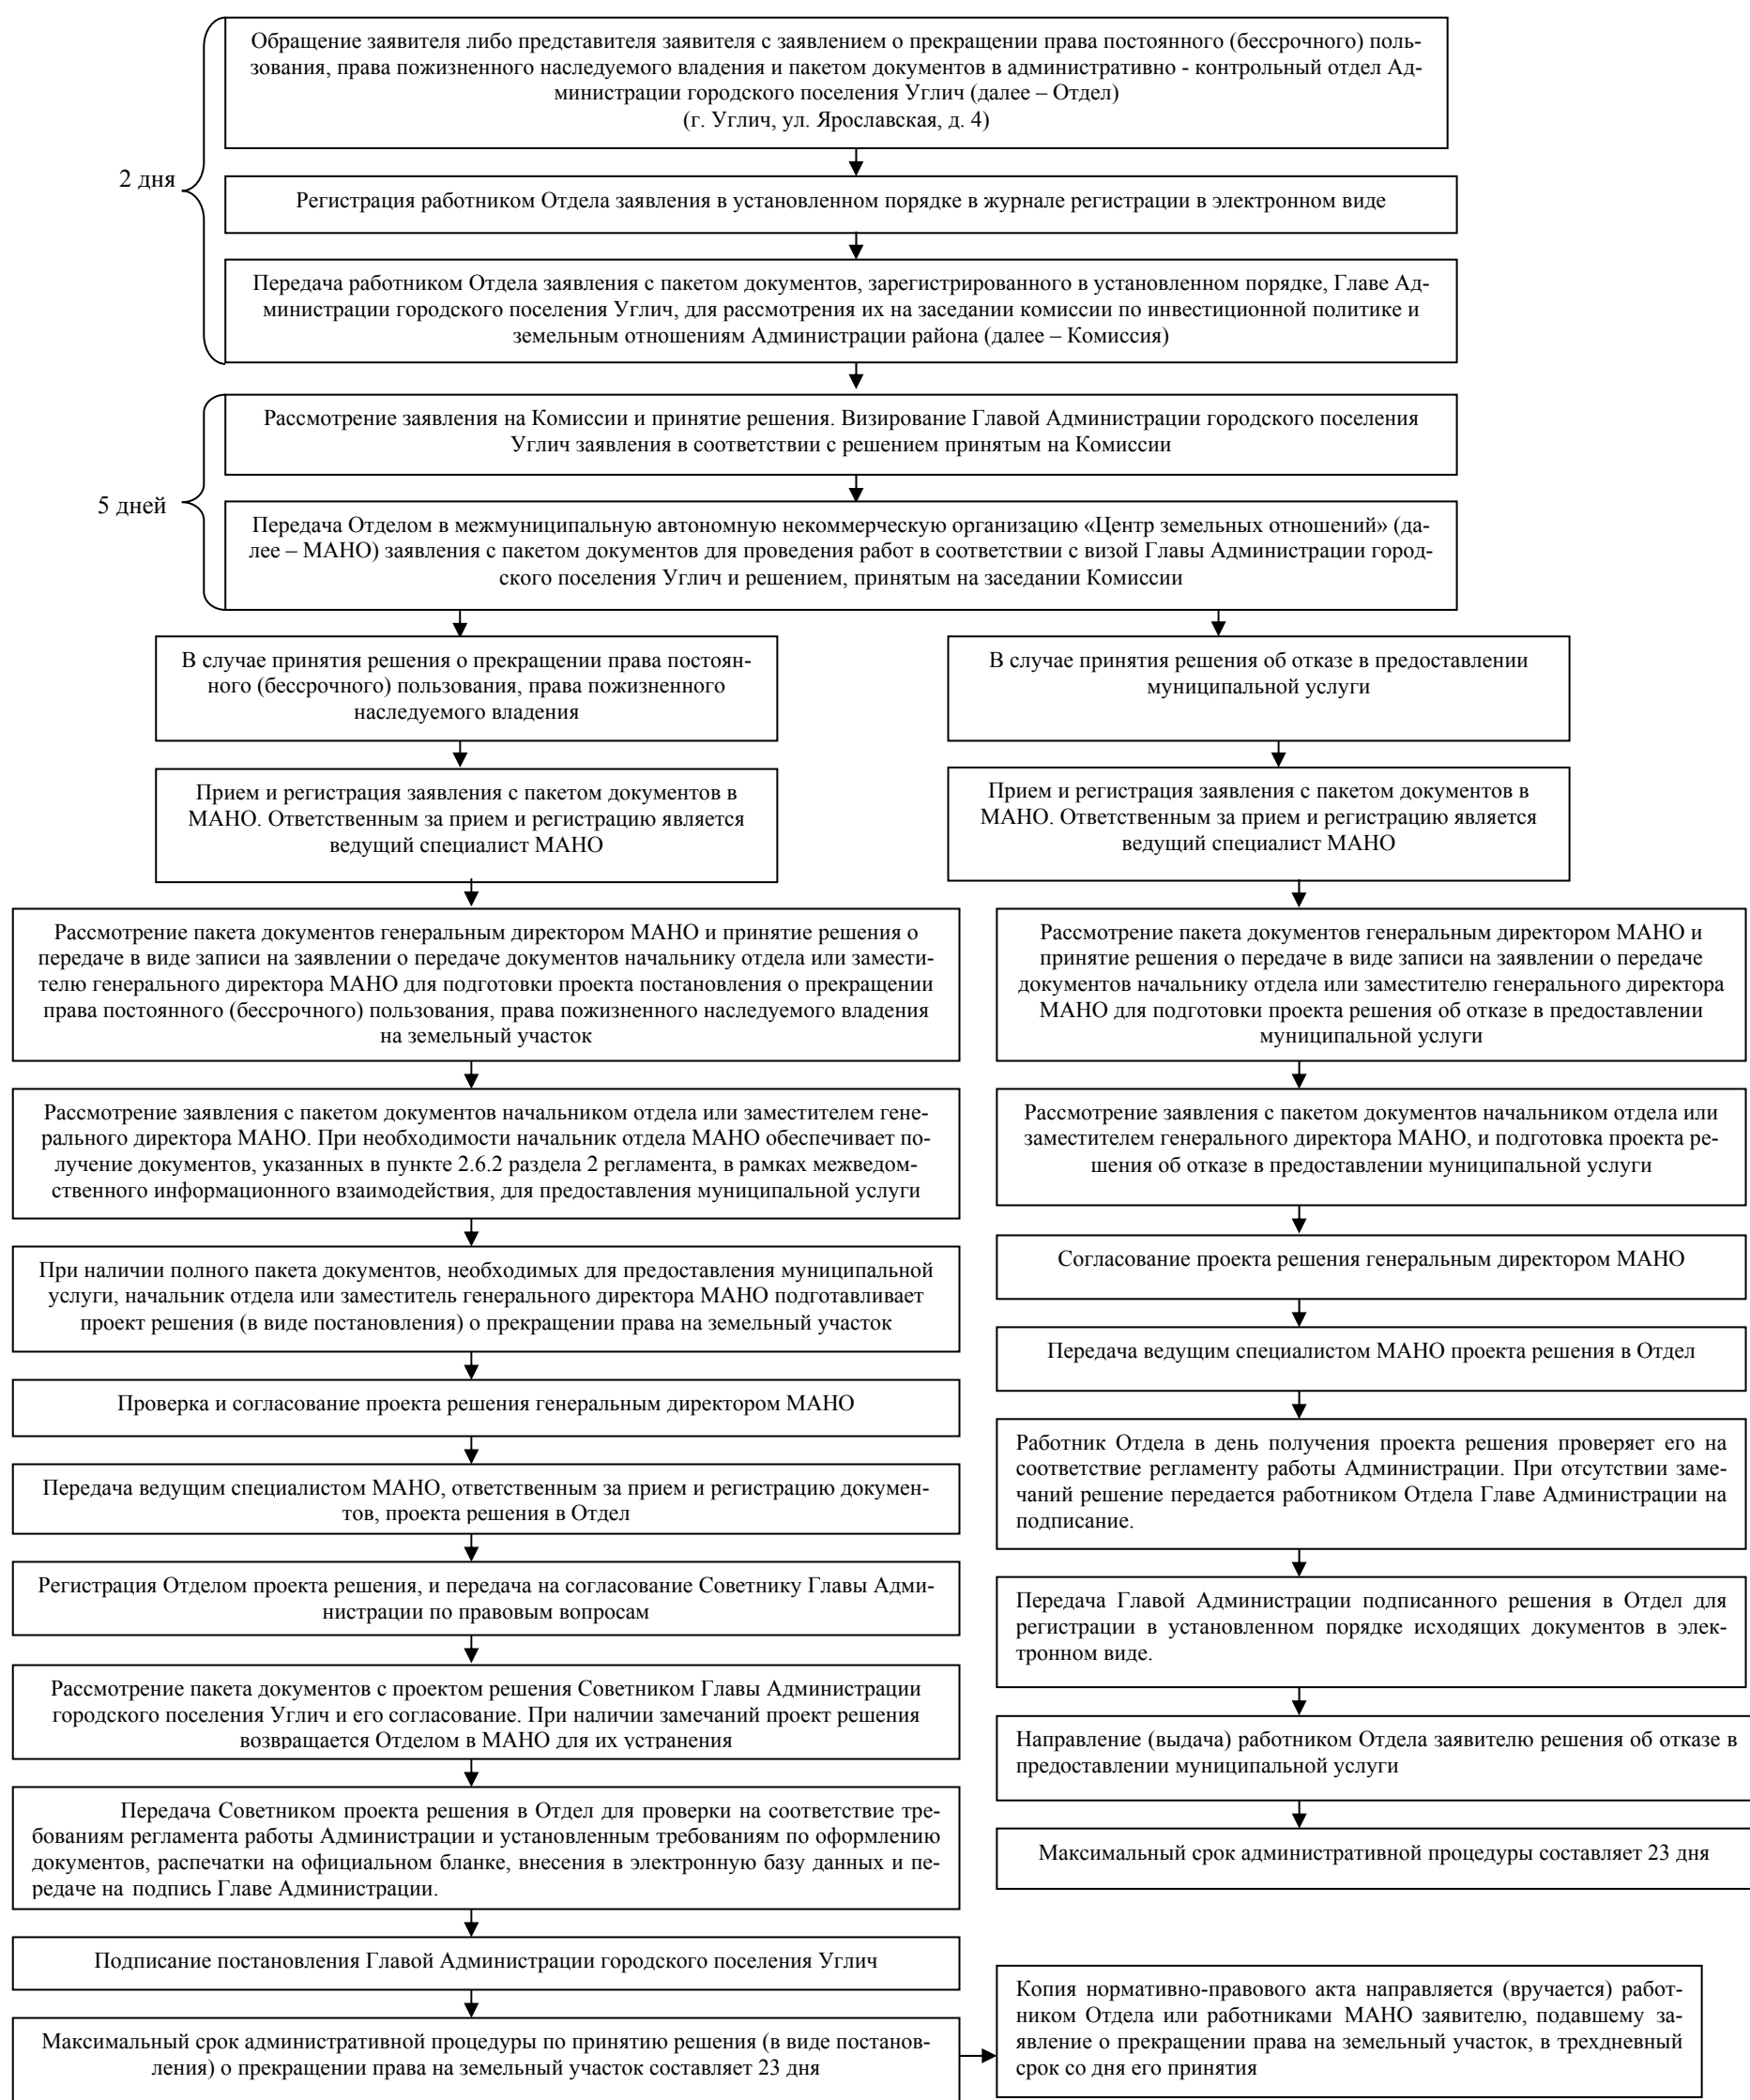 Обращение заявителя либо представителя заявителя с заявлением о прекращении права постоянного (бессрочного) поль-
зования, права пожизненного наследуемого владения и пакетом документов в административно - контрольный отдел Ад-
министрации городского поселения Углич (далее – Отдел)
(г. Углич, ул. Ярославская, д. 4)
2 дня
Регистрация работником Отдела заявления в установленном порядке в журнале регистрации в электронном виде
Передача работником Отдела заявления с пакетом документов, зарегистрированного в установленном порядке, Главе Ад-
министрации городского поселения Углич, для рассмотрения их на заседании комиссии по инвестиционной политике и
земельным отношениям Администрации района (далее – Комиссия)
Рассмотрение заявления на Комиссии и принятие решения. Визирование Главой Администрации городского поселения
Углич заявления в соответствии с решением принятым на Комиссии
5 дней
Передача Отделом в межмуниципальную автономную некоммерческую организацию «Центр земельных отношений» (да-
лее – МАНО) заявления с пакетом документов для проведения работ в соответствии с визой Главы Администрации город-
ского поселения Углич и решением, принятым на заседании Комиссии
В случае принятия решения о прекращении права постоян-
ного (бессрочного) пользования, права пожизненного
наследуемого владения
Прием и регистрация заявления с пакетом документов в
МАНО. Ответственным за прием и регистрацию является
ведущий специалист МАНО
Рассмотрение пакета документов генеральным директором МАНО и принятие решения о
передаче в виде записи на заявлении о передаче документов начальнику отдела или замести-
телю генерального директора МАНО для подготовки проекта постановления о прекращении
права постоянного (бессрочного) пользования, права пожизненного наследуемого владения
на земельный участок
Рассмотрение заявления с пакетом документов начальником отдела или заместителем гене-
рального директора МАНО. При необходимости начальник отдела МАНО обеспечивает по-
лучение документов, указанных в пункте 2.6.2 раздела 2 регламента, в рамках межведом-
ственного информационного взаимодействия, для предоставления муниципальной услуги
При наличии полного пакета документов, необходимых для предоставления муниципальной
услуги, начальник отдела или заместитель генерального директора МАНО подготавливает
проект решения (в виде постановления) о прекращении права на земельный участок
Проверка и согласование проекта решения генеральным директором МАНО
Передача ведущим специалистом МАНО, ответственным за прием и регистрацию докумен-
тов, проекта решения в Отдел
Регистрация Отделом проекта решения, и передача на согласование Советнику Главы Адми-
нистрации по правовым вопросам
Рассмотрение пакета документов с проектом решения Советником Главы Администрации
городского поселения Углич и его согласование. При наличии замечаний проект решения
возвращается Отделом в МАНО для их устранения
Передача Советником проекта решения в Отдел для проверки на соответствие тре-
бованиям регламента работы Администрации и установленным требованиям по оформлению
документов, распечатки на официальном бланке, внесения в электронную базу данных и пе-
редаче на подпись Главе Администрации.
Подписание постановления Главой Администрации городского поселения Углич
Максимальный срок административной процедуры по принятию решения (в виде постанов-
ления) о прекращении права на земельный участок составляет 23 дня
В случае принятия решения об отказе в предоставлении
муниципальной услуги
Прием и регистрация заявления с пакетом документов в
МАНО. Ответственным за прием и регистрацию является
ведущий специалист МАНО
Рассмотрение пакета документов генеральным директором МАНО и
принятие решения о передаче в виде записи на заявлении о передаче
документов начальнику отдела или заместителю генерального директора
МАНО для подготовки проекта решения об отказе в предоставлении
муниципальной услуги
Рассмотрение заявления с пакетом документов начальником отдела или
заместителем генерального директора МАНО, и подготовка проекта ре-
шения об отказе в предоставлении муниципальной услуги
Согласование проекта решения генеральным директором МАНО
Передача ведущим специалистом МАНО проекта решения в Отдел
Работник Отдела в день получения проекта решения проверяет его на
соответствие регламенту работы Администрации. При отсутствии заме-
чаний решение передается работником Отдела Главе Администрации на
подписание.
Передача Главой Администрации подписанного решения в Отдел для
регистрации в установленном порядке исходящих документов в элек-
тронном виде.
Направление (выдача) работником Отдела заявителю решения об отказе в
предоставлении муниципальной услуги
Максимальный срок административной процедуры составляет 23 дня
Копия нормативно-правового акта направляется (вручается) работ-
ником Отдела или работниками МАНО заявителю, подавшему за-
явление о прекращении права на земельный участок, в трехдневный
срок со дня его принятия